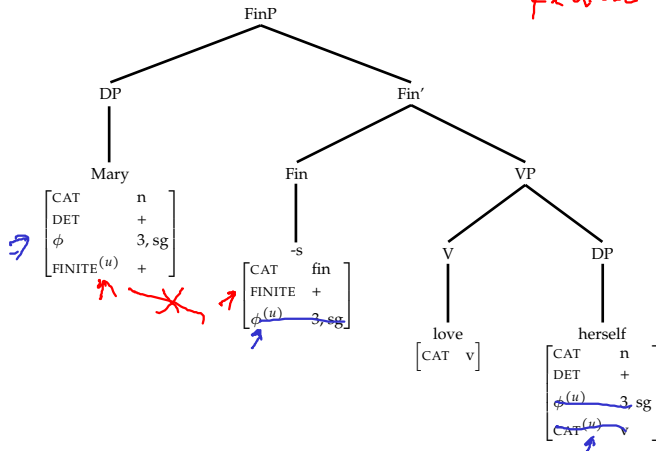 FinP
DP Fin′
Mary Fin VP
CAT n
DET +
ϕ 3, sg
FINITE(u) +
-s V DP
CAT fin
FINITE +
ϕ(u) 3, sg
love herself
CAT v
CAT n
DET +
ϕ(u) 3, sg
CAT(u) v